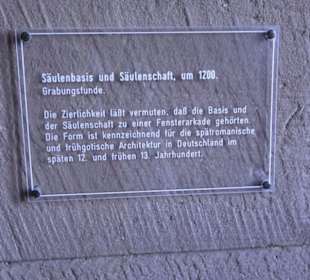 Säulenbasis und Säulenschaft, um 1200.
Grabungsfunde.
Die Zierlichkeit läßt vermuten, daß die Basis und
der Säulenschaft zu einer Fensterarkade gehörten.
Die Form ist kennzeichnend für die spätromanische
und frühgotische Architektur in Deutschland im
späten 12. und frühen 13. Jahrhundert.